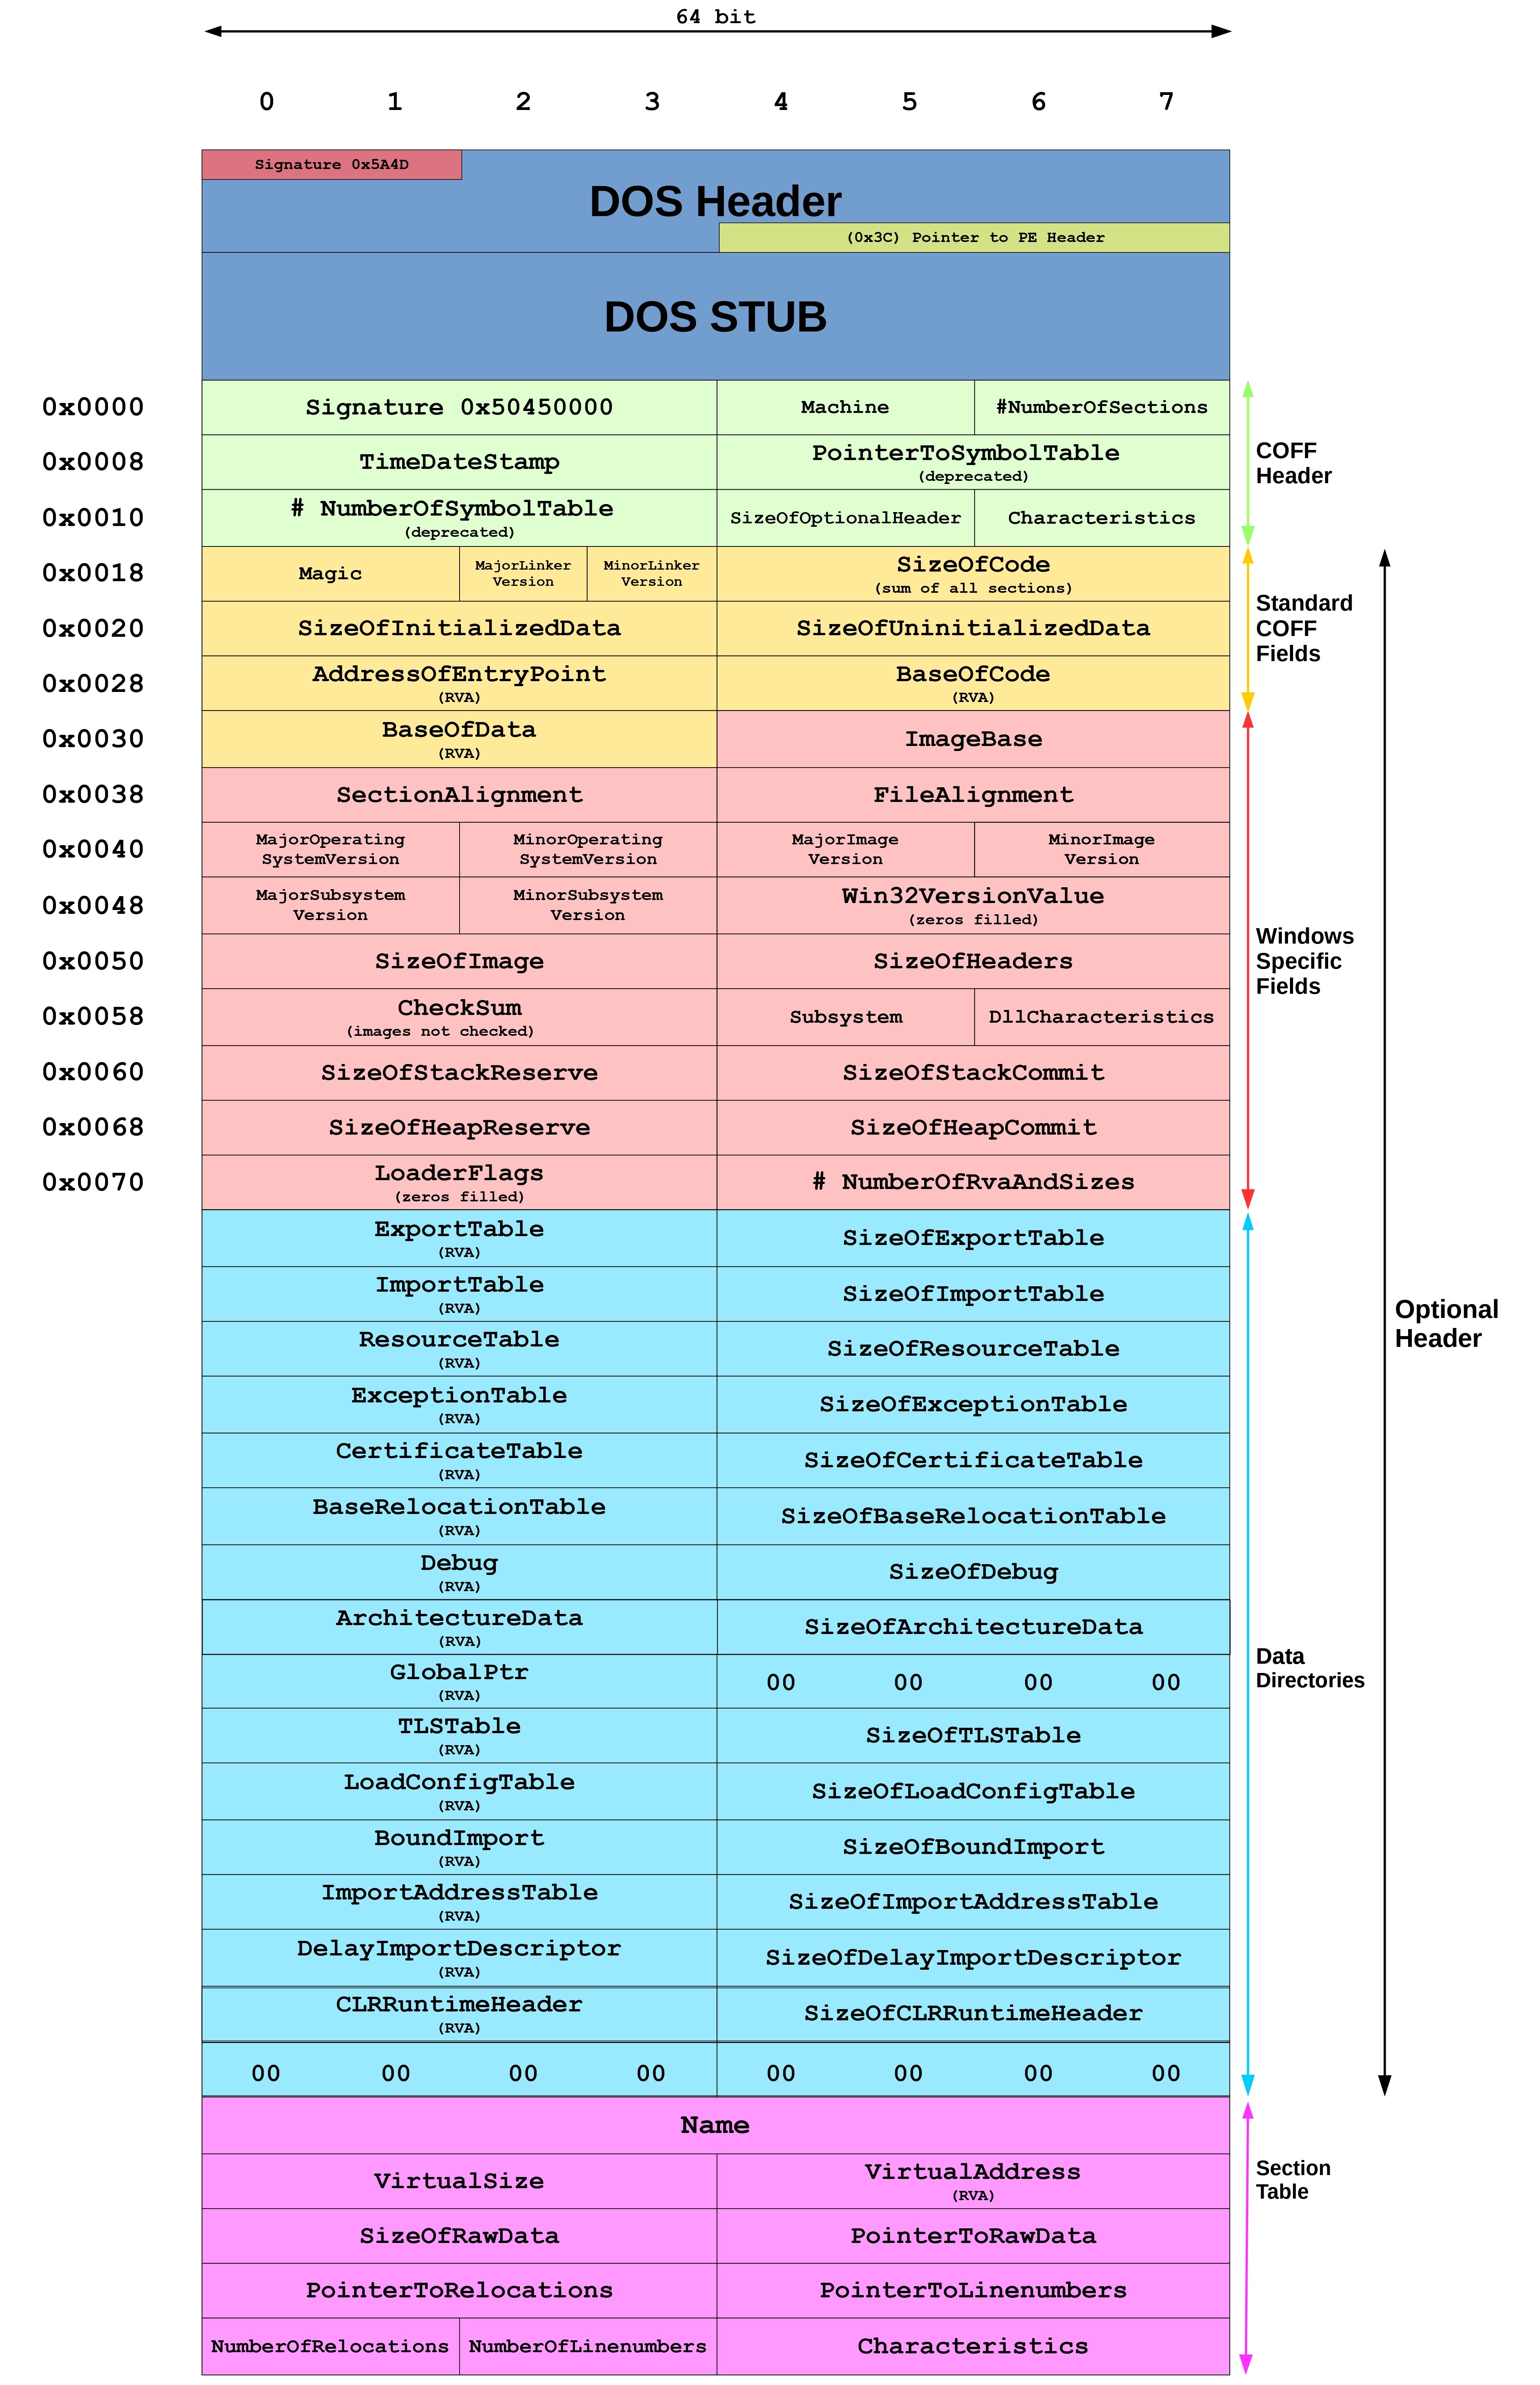 64 bit
0 1 2 3 4 5 6 7
Signature 0x5A4D
DOS Header
(0x3C) Pointer to PE Header
DOS STUB
0x0000
Signature 0x50450000
Machine
#NumberOfSections
0x0008
TimeDateStamp
PointerToSymbolTable
(deprecated)
COFF
Header
0x0010
# NumberOfSymbolTable
(deprecated)
SizeOfOptionalHeader
Characteristics
0x0018
Magic
MajorLinker
Version
MinorLinker
Version
SizeOfCode
(sum of all sections)
0x0020
SizeOfInitializedData
SizeOfUninitializedData
Standard
COFF
Fields
0x0028
AddressOfEntryPoint
(RVA)
BaseOfCode
(RVA)
0x0030
BaseOfData
(RVA)
ImageBase
0x0038
SectionAlignment
FileAlignment
0x0040
MajorOperating
SystemVersion
MinorOperating
SystemVersion
MajorImage
Version
MinorImage
Version
0x0048
MajorSubsystem
Version
MinorSubsystem
Version
Win32VersionValue
(zeros filled)
0x0050
SizeOfImage
SizeOfHeaders
Windows
Specific
Fields
0x0058
CheckSum
(images not checked)
Subsystem
DllCharacteristics
0x0060
SizeOfStackReserve
SizeOfStackCommit
0x0068
SizeOfHeapReserve
SizeOfHeapCommit
0x0070
LoaderFlags
(zeros filled)
# NumberOfRvaAndSizes
ExportTable
(RVA)
SizeOfExportTable
ImportTable
(RVA)
SizeOfImportTable
Optional
Header
ResourceTable
(RVA)
SizeOfResourceTable
ExceptionTable
(RVA)
SizeOfExceptionTable
CertificateTable
(RVA)
SizeOfCertificateTable
BaseRelocationTable
(RVA)
SizeOfBaseRelocationTable
Debug
(RVA)
SizeOfDebug
ArchitectureData
(RVA)
SizeOfArchitectureData
Data
Directories
GlobalPtr
(RVA)
00 00 00 00
TLSTable
(RVA)
SizeOfTLSTable
LoadConfigTable
(RVA)
SizeOfLoadConfigTable
BoundImport
(RVA)
SizeOfBoundImport
ImportAddressTable
(RVA)
SizeOfImportAddressTable
DelayImportDescriptor
(RVA)
SizeOfDelayImportDescriptor
CLRRuntimeHeader
(RVA)
SizeOfCLRRuntimeHeader
00 00 00 00 00 00 00 00
Name
VirtualSize
VirtualAddress
(RVA)
Section
Table
SizeOfRawData
PointerToRawData
PointerToRelocations
PointerToLinenumbers
NumberOfRelocations
NumberOfLinenumbers
Characteristics